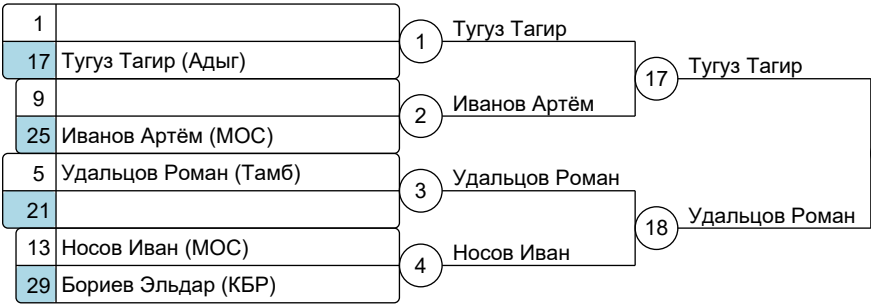 1
17 Тугуз Тагир (Адыг)
9
25 Иванов Артём (МОС)
5 Удальцов Роман (Тамб)
21
13 Носов Иван (МОС)
29 Бориев Эльдар (КБР)
1 Тугуз Тагир
2 Иванов Артём
3 Удальцов Роман
4 Носов Иван
17 Тугуз Тагир
18 Удальцов Роман